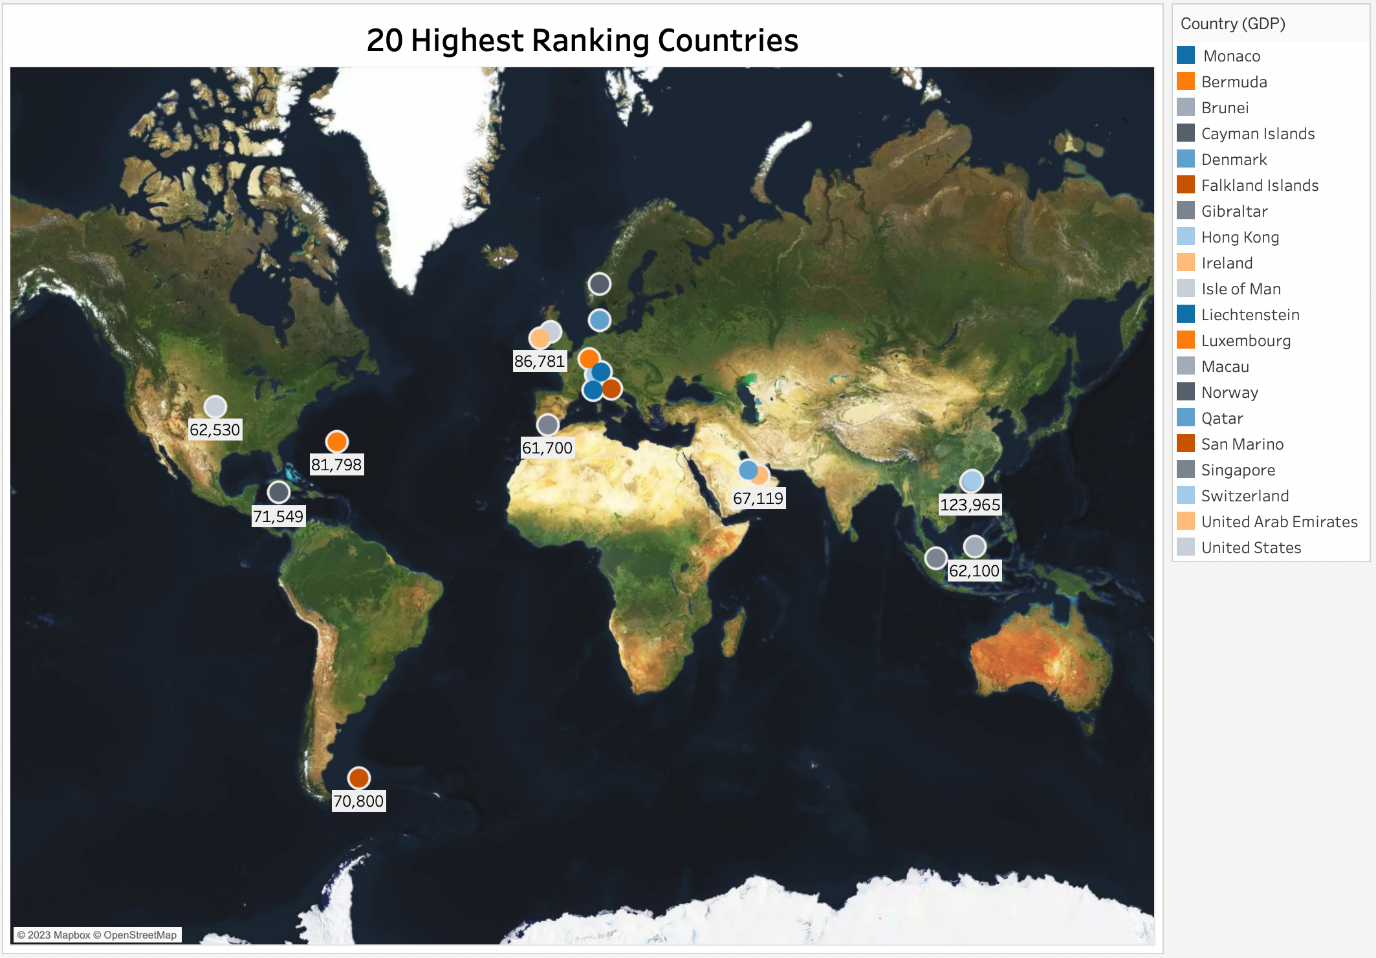 20 Highest Ranking Countries
86,781
62,530
81,798
61,700
71,549
67,119
123,965
62,100
70,800
© 2023 Mapbox © OpenStreetMap
Country (GDP)
Monaco
Bermuda
Brunei
Cayman Islands
Denmark
Falkland Islands
Gibraltar
Hong Kong
Ireland
Isle of Man
Liechtenstein
Luxembourg
Macau
Norway
Qatar
San Marino
Singapore
Switzerland
United Arab Emirates
United States